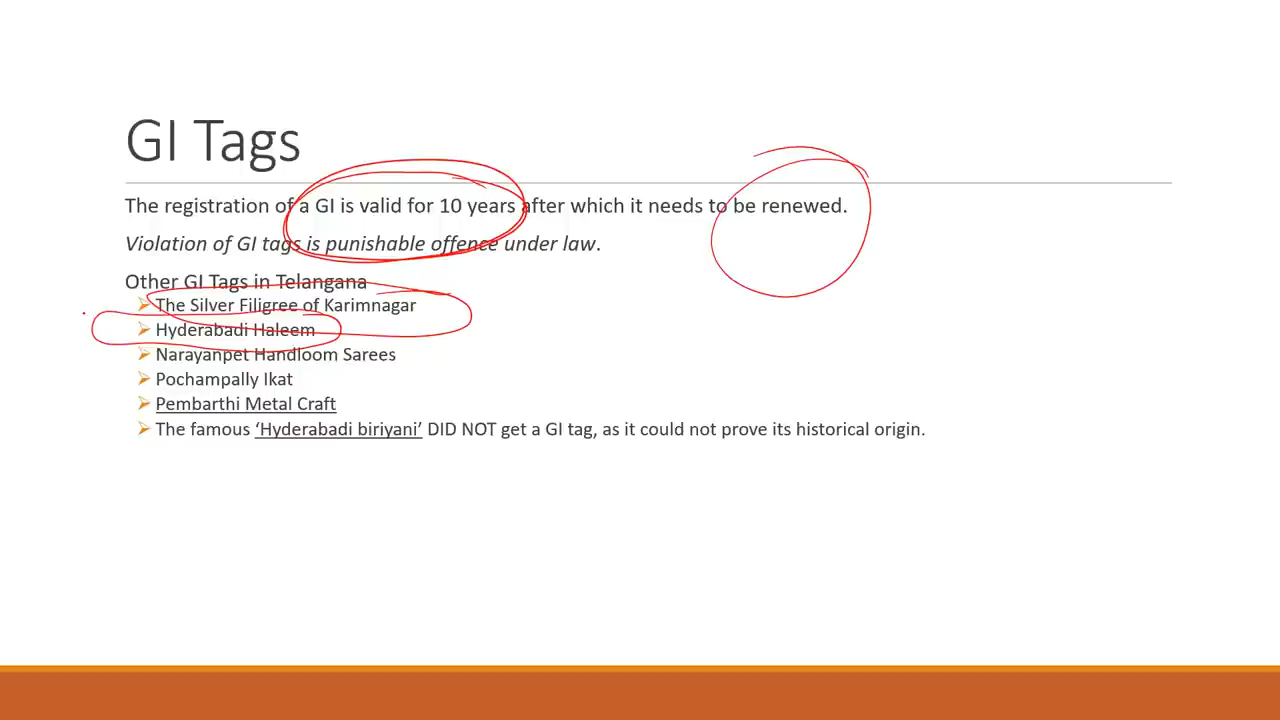 GI Tags
The registration of a GI is valid for 10 years after which it needs to be renewed.
Violation of GI tags is punishable offence under law.
Other GI Tags in Telangana
The Silver Filigree of Karimnagar
Hyderabadi Haleem
Narayanpet Handloom Sarees
Pochampally Ikat
Pembarthi Metal Craft
The famous ‘Hyderabadi biriyani’ DID NOT get a GI tag, as it could not prove its historical origin.